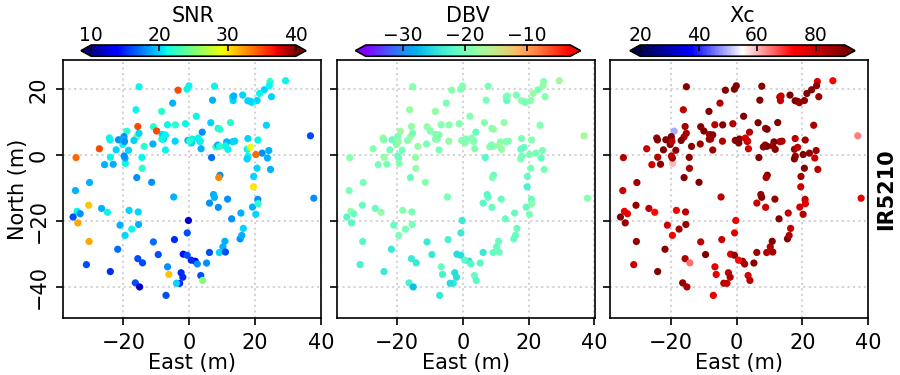 SNR DBV Xc
10 20 30 40 −30 −20 −10 20 40 60 80
20
0
−20
−40
North (m)
IR5210
−20 0 20 40 −20 0 20 40 −20 0 20 40
East (m) East (m) East (m)